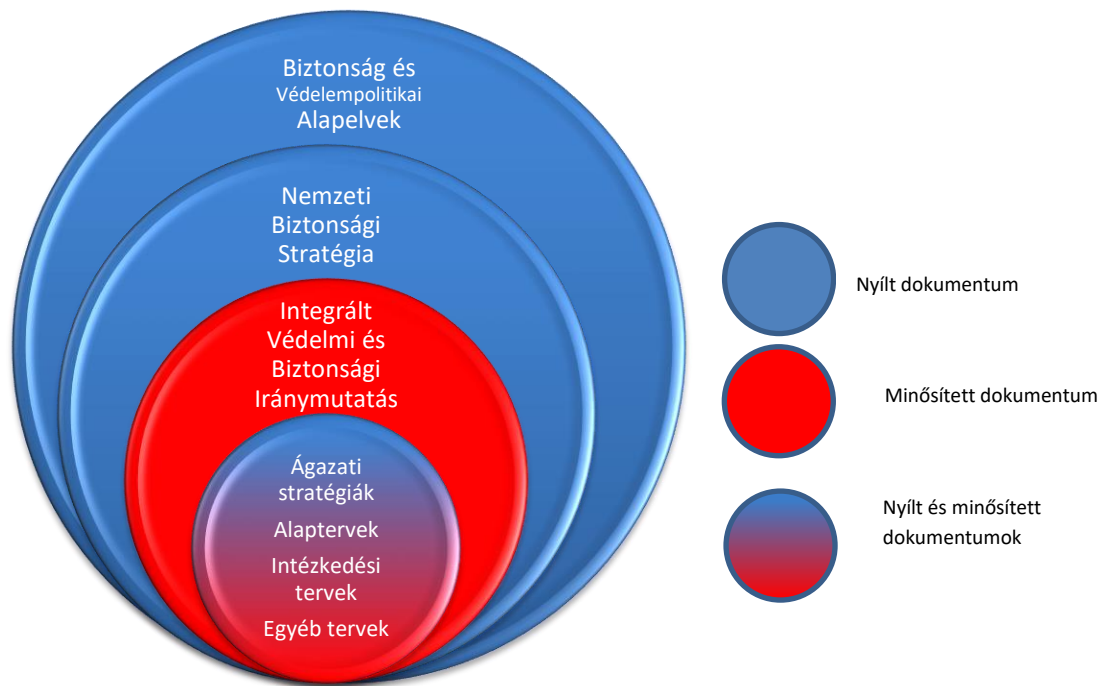 Biztonság és
Védelempolitikai
Alapelvek
Nemzeti
Biztonsági
Stratégia
Integrált
Védelmi és
Biztonsági
Iránymutatás
Ágazati
stratégiák
Alaptervek
Intézkedési
tervek
Egyéb tervek
Nyílt dokumentum
Minősített dokumentum
Nyílt és minősített
dokumentumok